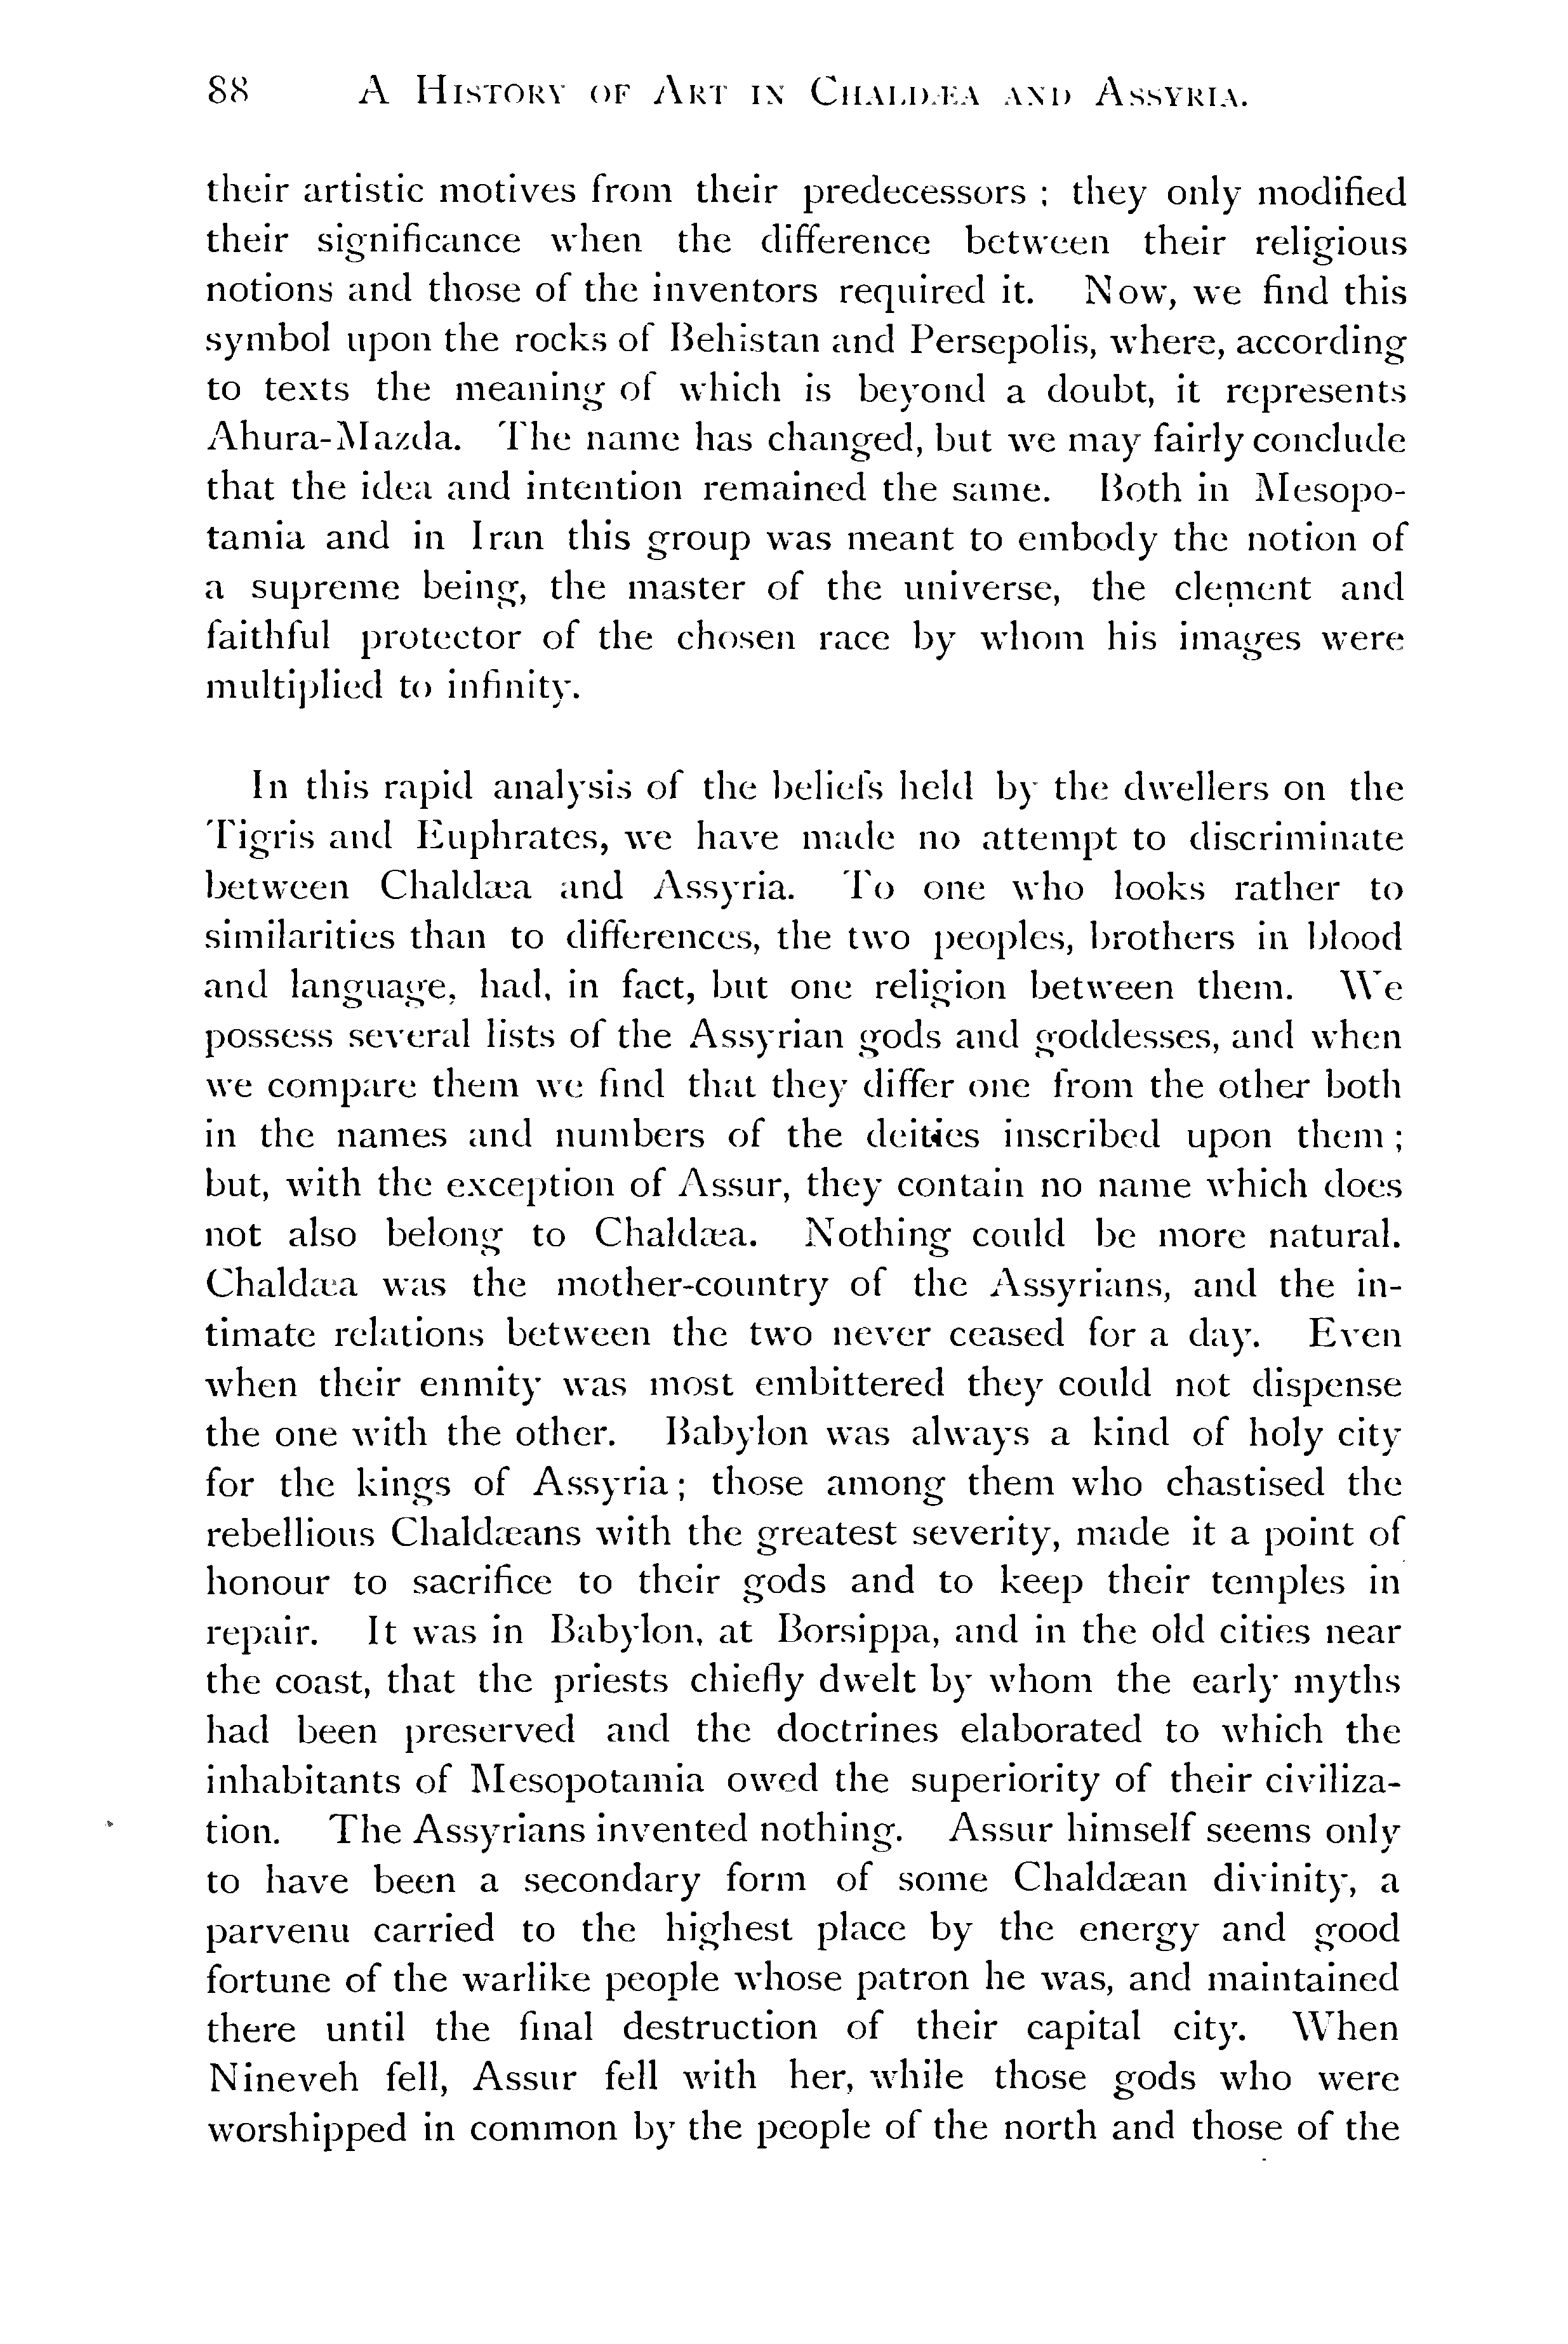 88 A HISTORY OF ART IN CHALDÆA AND ASSYRIA.
their artistic motives from their predecessors ; they only modified
their significance when the difference between their religious
notions and those of the inventors required it. Now, we find this
symbol upon the rocks of Behistan and Persepolis, where, according
to texts the meaning of which is beyond a doubt, it represents
Ahura-Mazda. The name has changed, but we may fairly conclude
that the idea and intention remained the same. Both in Mesopo-
tamia and in Iran this group was meant to embody the notion of
a supreme being, the master of the universe, the clement and
faithful protector of the chosen race by whom his images were
multiplied to infinity.
In this rapid analysis of the beliefs held by the dwellers on the
Tigris and Euphrates, we have made no attempt to discriminate
between Chaldæa and Assyria. To one who looks rather to
similarities than to differences, the two peoples, brothers in blood
and language, had, in fact, but one religion between them. We
possess several lists of the Assyrian gods and goddesses, and when
we compare them we find that they differ one from the other both
in the names and numbers of the deities inscribed upon them ;
but, with the exception of Assur, they contain no name which does
not also belong to Chaldæa. Nothing could be more natural.
Chaldæa was the mother-country of the Assyrians, and the in-
timate relations between the two never ceased for a day. Even
when their enmity was most embittered they could not dispense
the one with the other. Babylon was always a kind of holy city
for the kings of Assyria ; those among them who chastised the
rebellious Chaldæans with the greatest severity, made it a point of
honour to sacrifice to their gods and to keep their temples in
repair. It was in Babylon, at Borsippa, and in the old cities near
the coast, that the priests chiefly dwelt by whom the early myths
had been preserved and the doctrines elaborated to which the
inhabitants of Mesopotamia owed the superiority of their civiliza-
tion. The Assyrians invented nothing. Assur himself seems only
to have been a secondary form of some Chaldæan divinity, a
parvenu carried to the highest place by the energy and good
fortune of the warlike people whose patron he was, and maintained
there until the final destruction of their capital city. When
Nineveh fell, Assur fell with her, while those gods who were
worshipped in common by the people of the north and those of the